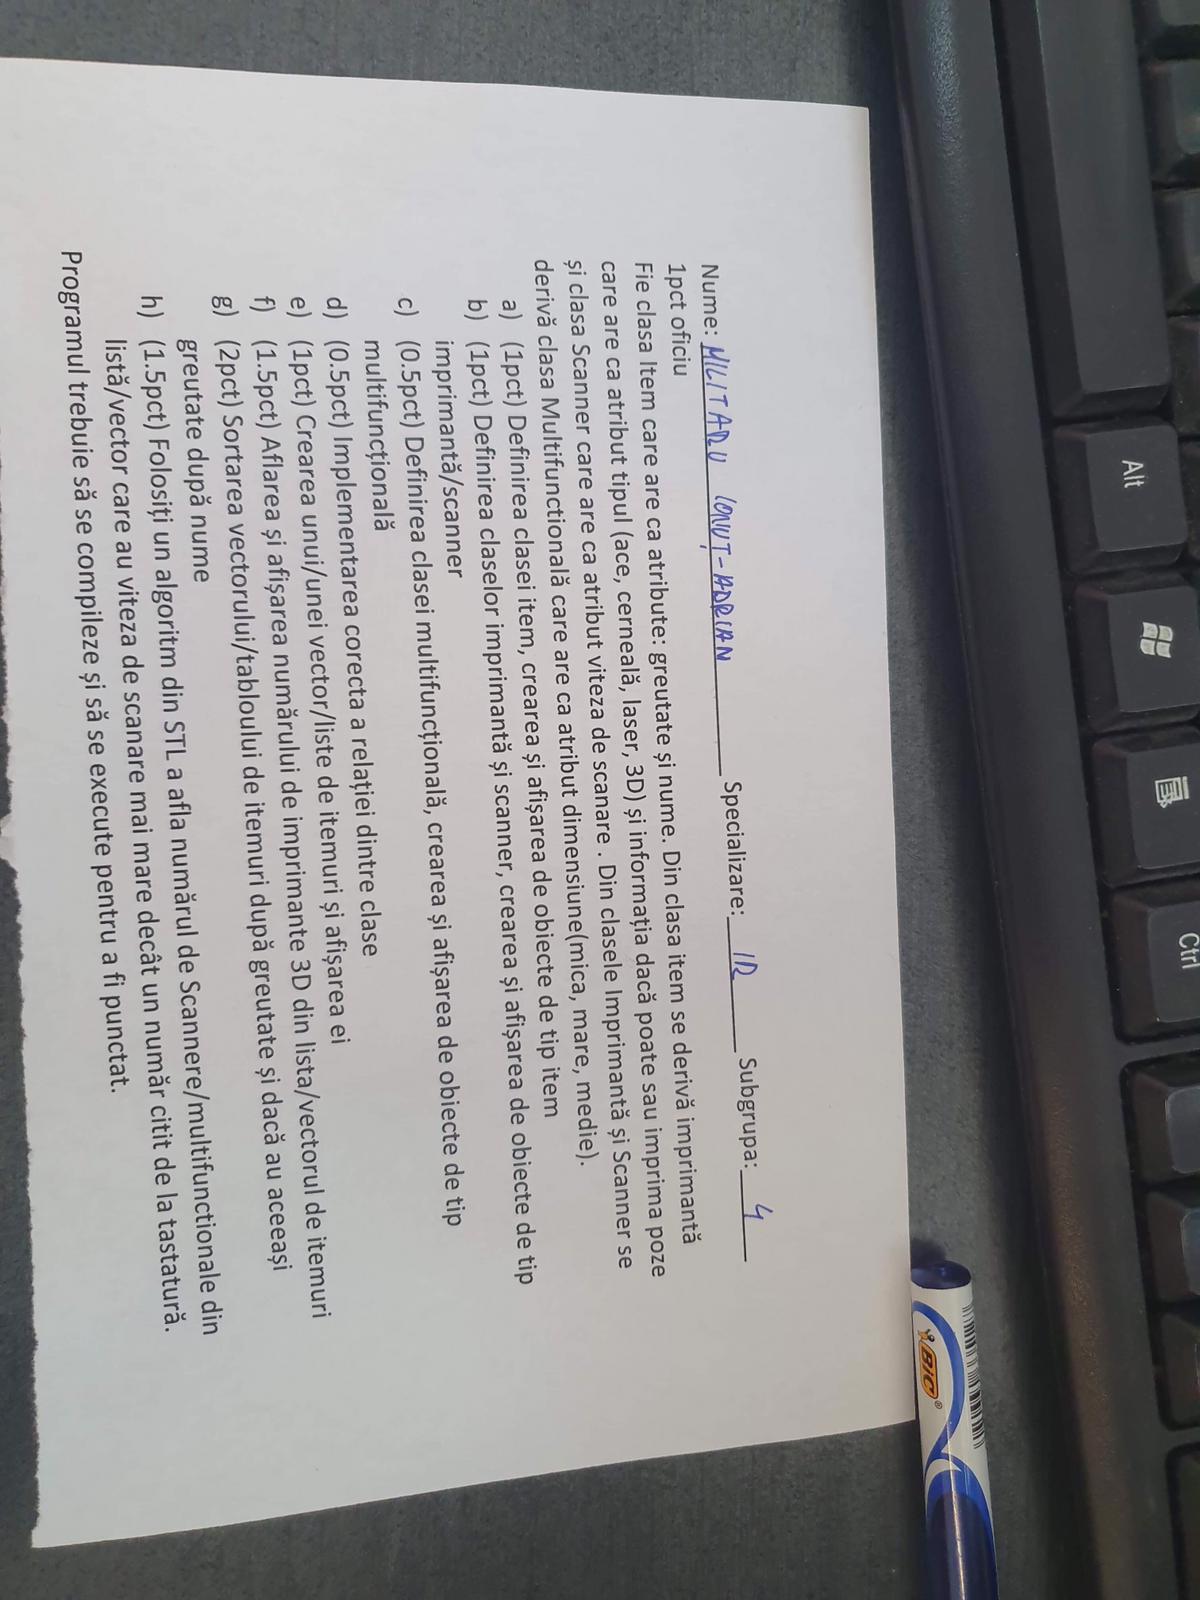 Nume: MILITARU IONUȚ-ADRIAN Specializare: IR Subgrupa: 4
1pct oficiu
Fie clasa Item care are ca atribute: greutate și nume. Din clasa item se derivă imprimantă
care are ca atribut tipul (ace, cerneală, laser, 3D) și informația dacă poate sau imprima poze
și clasa Scanner care are ca atribut viteza de scanare . Din clasele Imprimantă și Scanner se
derivă clasa Multifunctională care are ca atribut dimensiune(mica, mare, medie).
a) (1pct) Definirea clasei item, crearea și afișarea de obiecte de tip item
b) (1pct) Definirea claselor imprimantă și scanner, crearea și afișarea de obiecte de tip
imprimantă/scanner
c) (0.5pct) Definirea clasei multifuncțională, crearea și afișarea de obiecte de tip
multifuncțională
d) (0.5pct) Implementarea corecta a relației dintre clase
e) (1pct) Crearea unui/unei vector/liste de itemuri și afișarea ei
f) (1.5pct) Aflarea și afișarea numărului de imprimante 3D din lista/vectorul de itemuri
g) (2pct) Sortarea vectorului/tabloului de itemuri după greutate și dacă au aceeași
greutate după nume
h) (1.5pct) Folosiți un algoritm din STL a afla numărul de Scannere/multifunctionale din
listă/vector care au viteza de scanare mai mare decât un număr citit de la tastatură.
Programul trebuie să se compileze și să se execute pentru a fi punctat.
Alt
Ctrl
BIC®